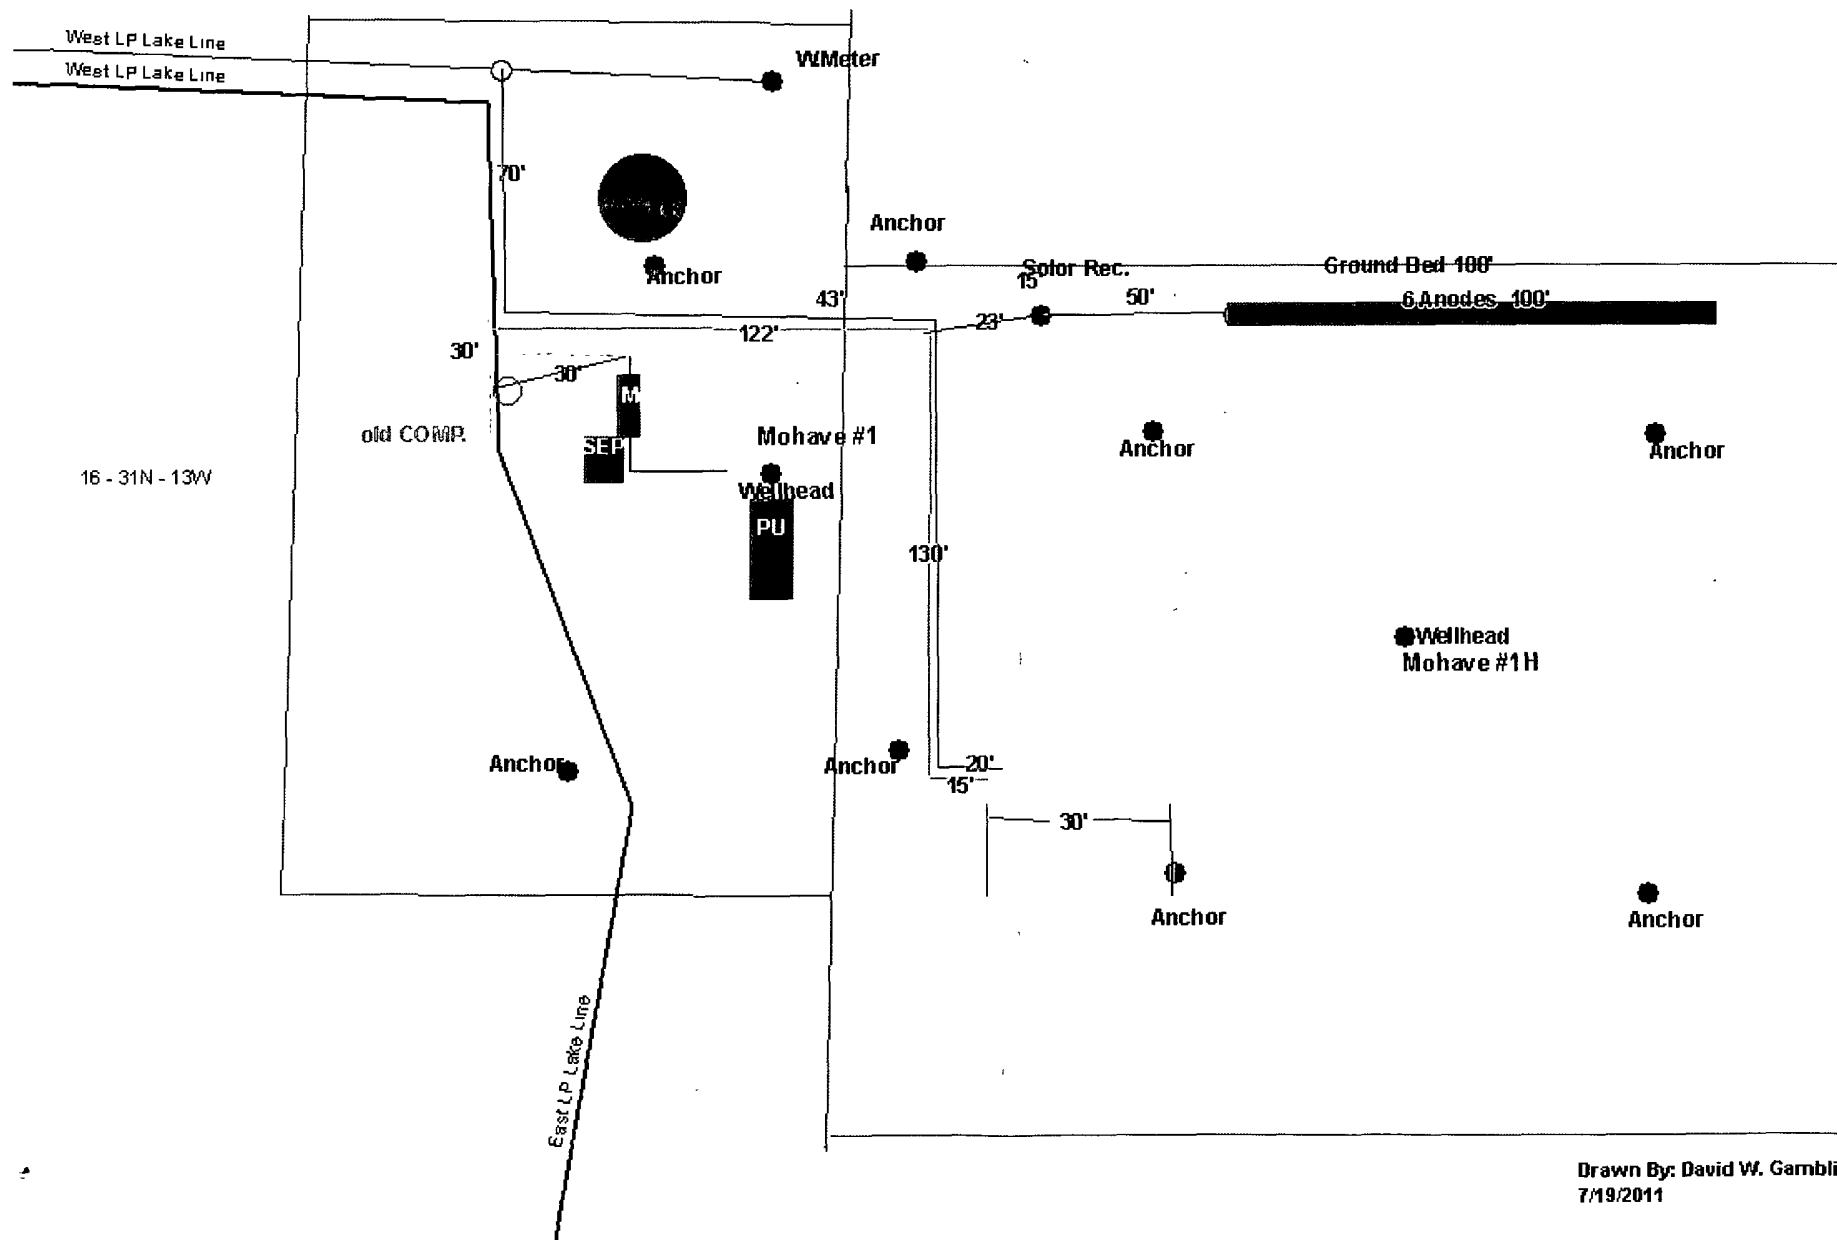 West LP Lake Line
W.Meter
West LP Lake Line
70'
Anchor
Anchor
Solor Rec.
15'
Ground Bed 100'
43'
50'
6 Anodes 100'
122'
23'
30'
30'
M
old COMP.
SEP
Mohave #1
Anchor
Anchor
16 - 31N - 13W
Wellhead
PU
130'
Wellhead
Mohave #1H
Anchor
Anchor
20'
15'
30'
Anchor
Anchor
East LP Lake Line
Drawn By: David W. Gambli
7/19/2011